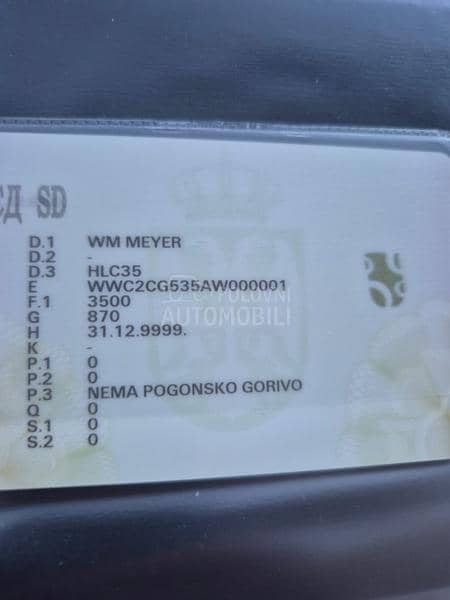 СД SD
D.1 WM MEYER
D.2 -
D.3 HLC35
E WWC2CG535AW000001
F.1 3500
G 870
H 31.12.9999.
K -
P.1 0
P.2 0
P.3 NEMA POGONSKO GORIVO
Q 0
S.1 0
S.2 0
POLOVNI
AUTOMOBILI